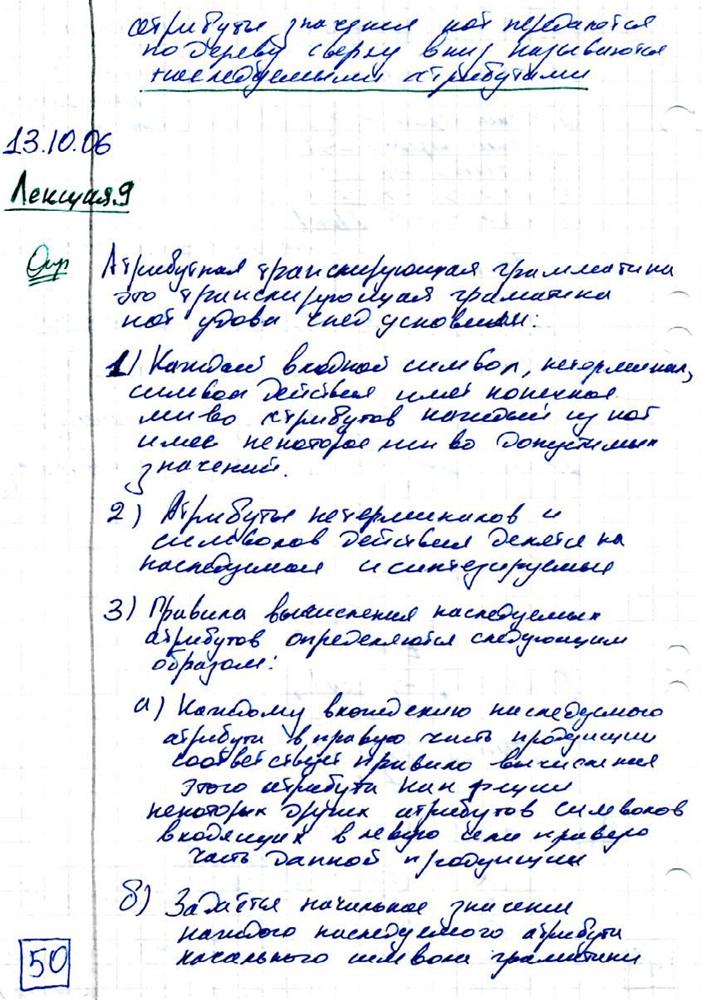 атрибуты значения кот передаются
по дереву сверху вниз называются
наследуемыми атрибутами
13.10.06
Лекция 9
Опр Атрибутная транслирующая грамматика
это транслирующая граматика
кот удовл след условиям:
1) Каждый входной символ, нетерминал,
символ действия имеет конечное
мн-во атрибутов каждый из кот
имеет некоторое мн-во допустимых
значений.
2) Атрибуты нетерминалов и
символов действия делятся на
наследуемые и синтезируемые
3) Правила вычисления наследуемых
атрибутов определяются следующим
образом:
а) Каждому вхождению наследуемого
атрибута в правую часть продукции
соответствует правило вычисления
этого атрибута как ф-ции
некоторых других атрибутов символов
входящих в левую или правую
часть данной продукции
б) Задаётся начальное значение
каждого наследуемого атрибута
начального символа граматики
50